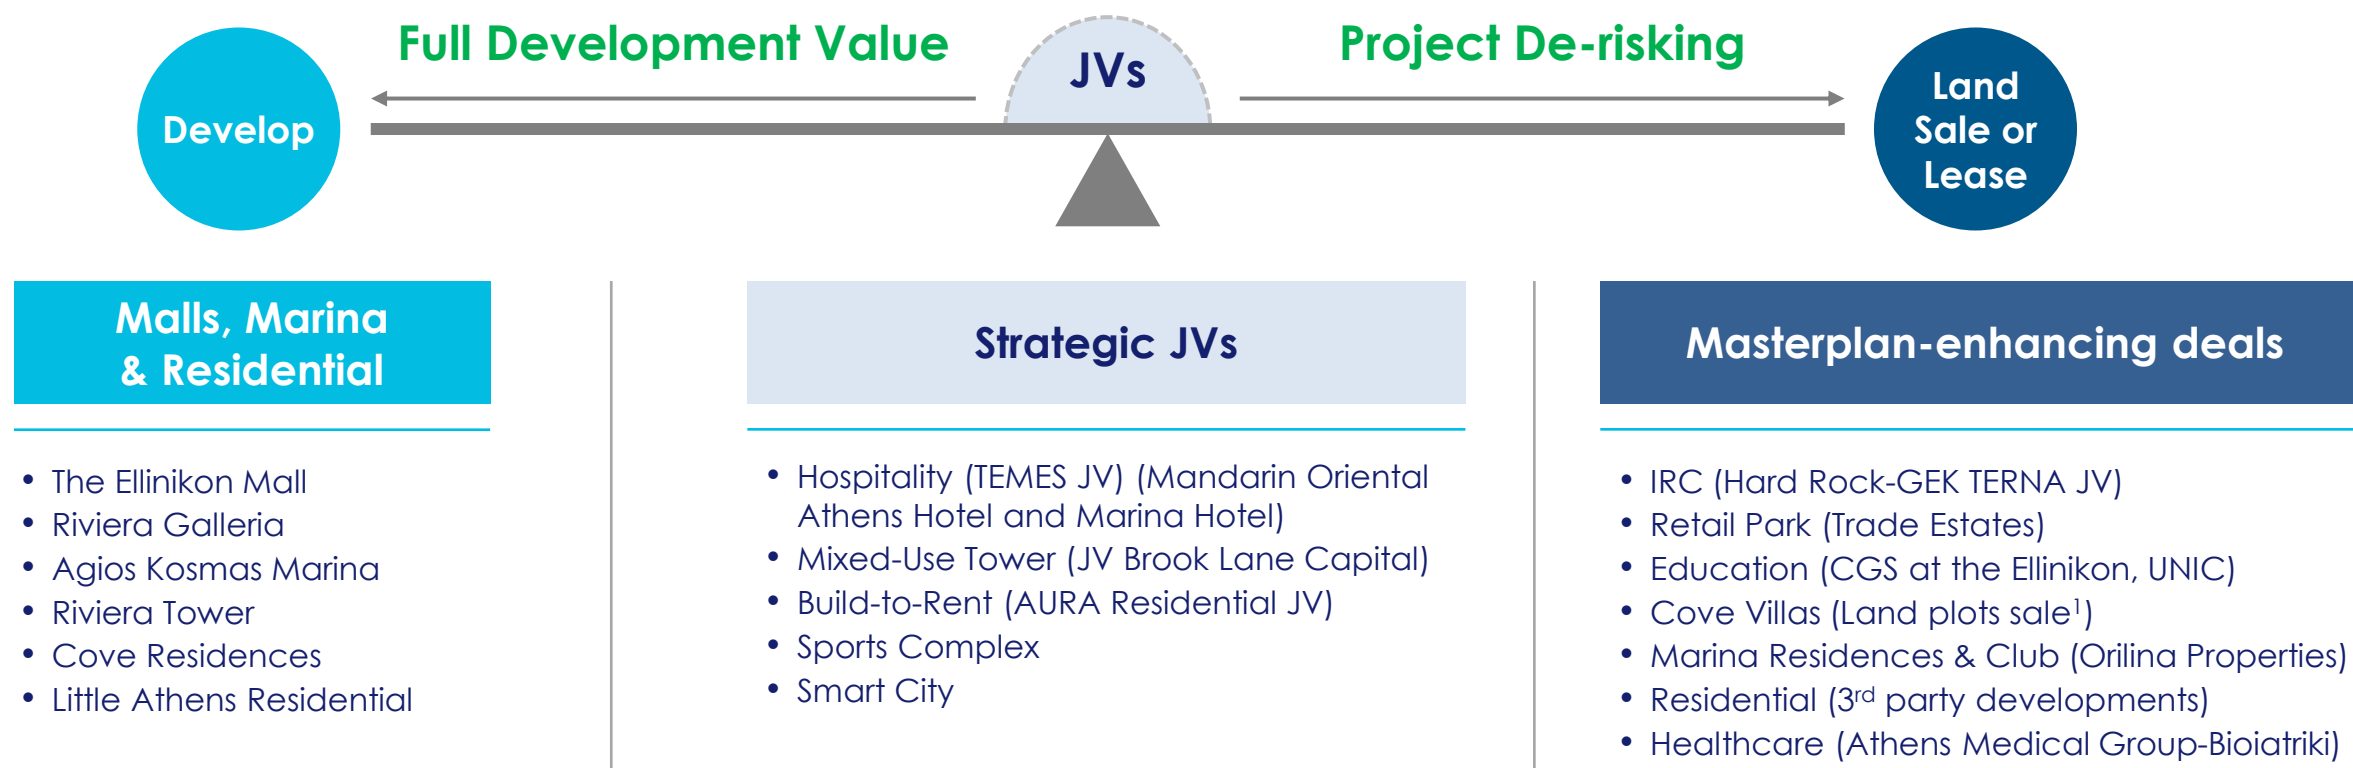 Full Development Value
JVs
Project De-risking
Develop
Land
Sale or
Lease
Malls, Marina
& Residential
• The Ellinikon Mall
• Riviera Galleria
• Agios Kosmas Marina
• Riviera Tower
• Cove Residences
• Little Athens Residential
Strategic JVs
• Hospitality (TEMES JV) (Mandarin Oriental
Athens Hotel and Marina Hotel)
• Mixed-Use Tower (JV Brook Lane Capital)
• Build-to-Rent (AURA Residential JV)
• Sports Complex
• Smart City
Masterplan-enhancing deals
• IRC (Hard Rock-GEK TERNA JV)
• Retail Park (Trade Estates)
• Education (CGS at the Ellinikon, UNIC)
• Cove Villas (Land plots sale¹)
• Marina Residences & Club (Orilina Properties)
• Residential (3rd party developments)
• Healthcare (Athens Medical Group-Bioiatriki)